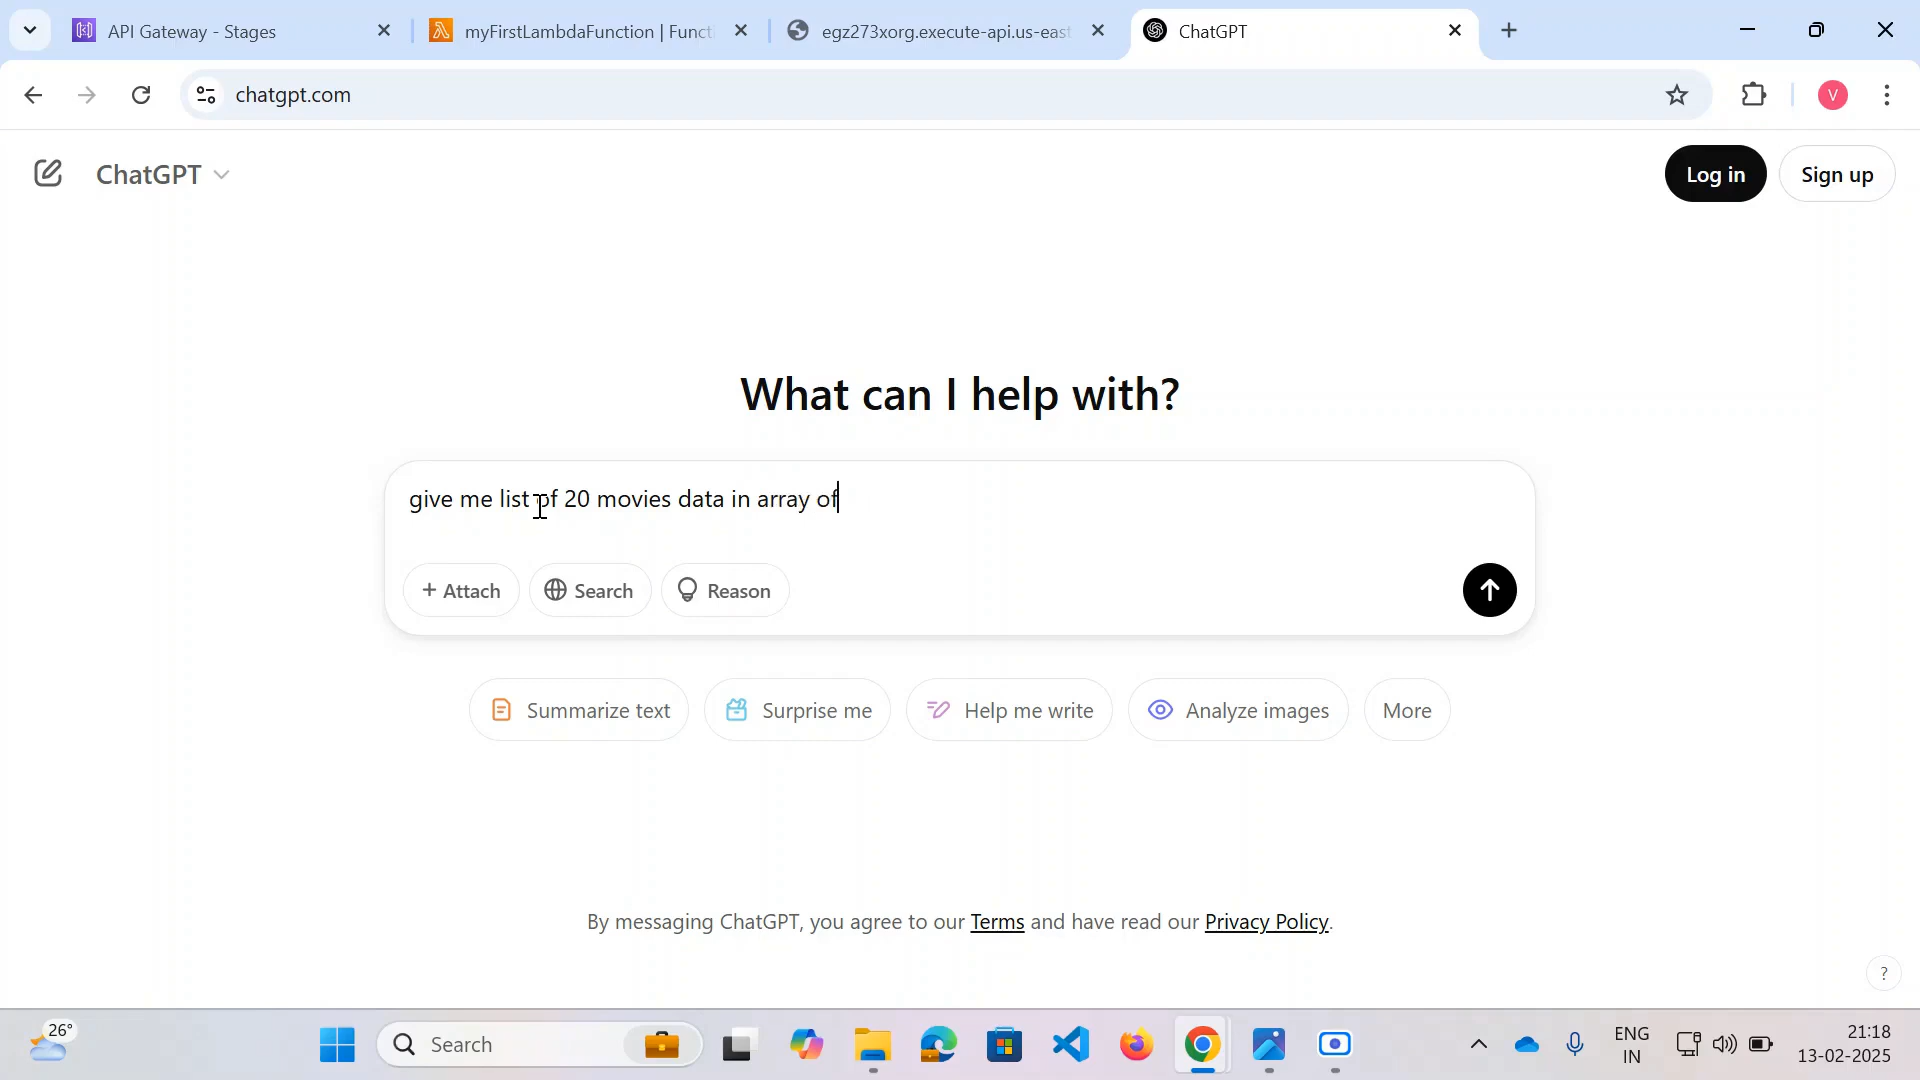 API Gateway - Stages
myFirstLambdaFunction | Functi
egz273xorg.execute-api.us-east
ChatGPT
chatgpt.com
V
ChatGPT
Log in
Sign up
What can I help with?
give me list of 20 movies data in array of
+ Attach
Search
Reason
Summarize text
Surprise me
Help me write
Analyze images
More
By messaging ChatGPT, you agree to our Terms and have read our Privacy Policy.
?
26°
Search
ENG
IN
21:18
13-02-2025